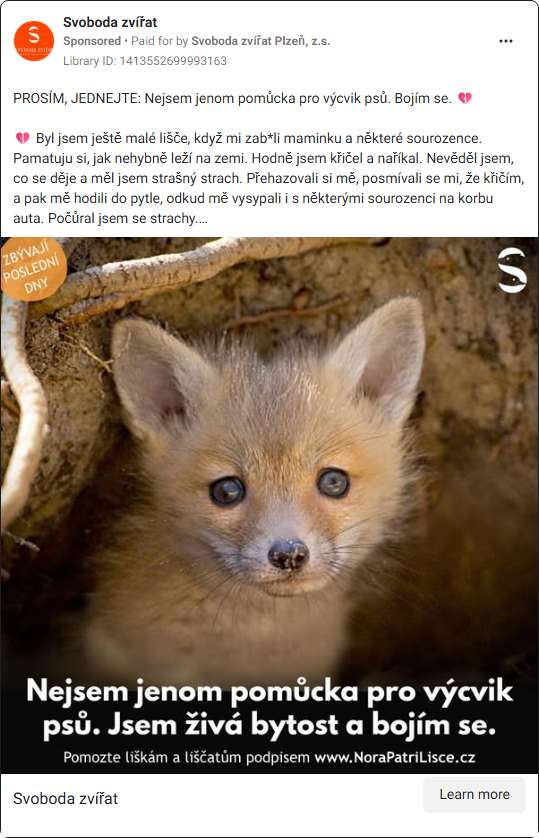 Svoboda zvířat
Sponsored • Paid for by Svoboda zvířat Plzeň, z.s.
Library ID: 1413552699993163
PROSÍM, JEDNEJTE: Nejsem jenom pomůcka pro výcvik psů. Bojím se. 💔
💔 Byl jsem ještě malé lišče, když mi zab*li maminku a některé sourozence.
Pamatuju si, jak nehybně leží na zemi. Hodně jsem křičel a naříkal. Nevěděl jsem,
co se děje a měl jsem strašný strach. Přehazovali si mě, posmívali se mi, že křičím,
a pak mě hodili do pytle, odkud mě vysypali i s některými sourozenci na korbu
auta. Počůral jsem se strachy....
ZBÝVAJÍ
POSLEDNÍ
DNY
Nejsem jenom pomůcka pro výcvik
psů. Jsem živá bytost a bojím se.
Pomozte liškám a liščatům podpisem www.NoraPatriLisce.cz
Svoboda zvířat
Learn more